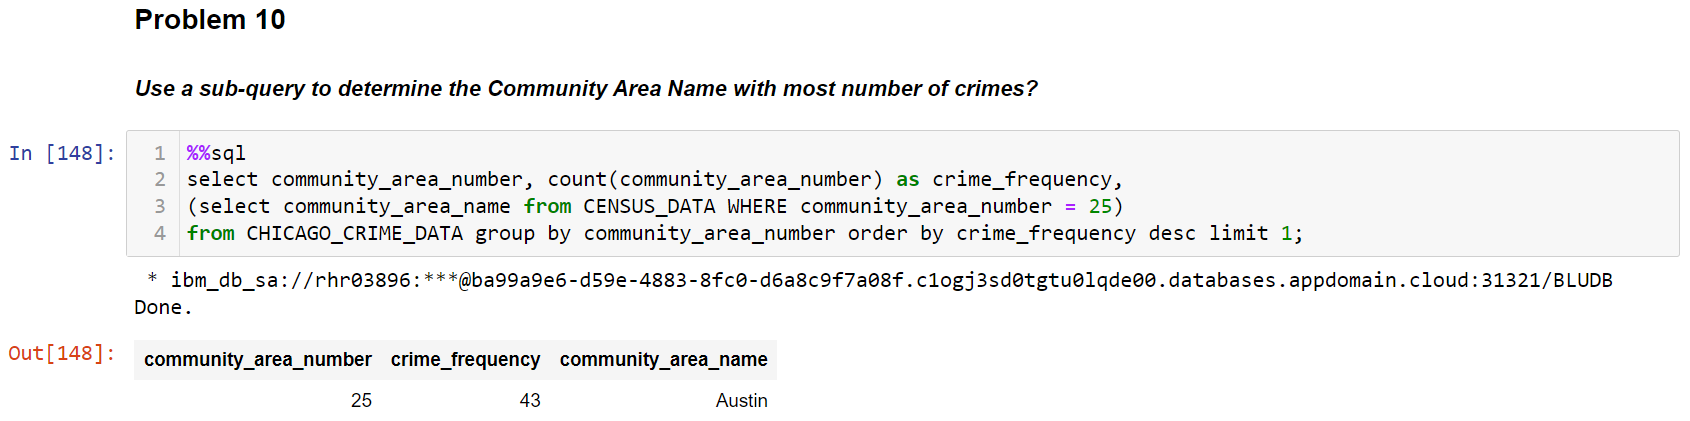 Problem 10
Use a sub-query to determine the Community Area Name with most number of crimes?
In [148]:
1 %%sql
2 select community_area_number, count(community_area_number) as crime_frequency,
3 (select community_area_name from CENSUS_DATA WHERE community_area_number = 25)
4 from CHICAGO_CRIME_DATA group by community_area_number order by crime_frequency desc limit 1;
* ibm_db_sa://rhr03896:***@ba99a9e6-d59e-4883-8fc0-d6a8c9f7a08f.c1ogj3sd0tgtu0lqde00.databases.appdomain.cloud:31321/BLUDB
Done.
Out[148]:
community_area_number crime_frequency community_area_name
25 43 Austin